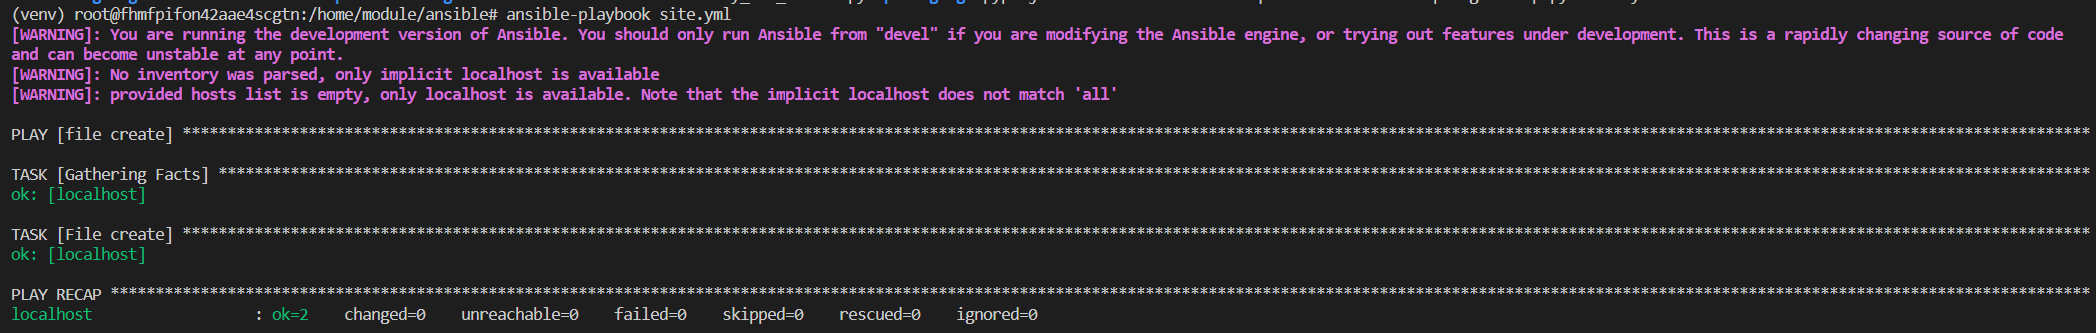 (venv) root@fhmfpifon42aae4scgtn:/home/module/ansible# ansible-playbook site.yml
[WARNING]: You are running the development version of Ansible. You should only run Ansible from "devel" if you are modifying the Ansible engine, or trying out features under development. This is a rapidly changing source of code
and can become unstable at any point.
[WARNING]: No inventory was parsed, only implicit localhost is available
[WARNING]: provided hosts list is empty, only localhost is available. Note that the implicit localhost does not match 'all'
PLAY [file create] ********************************************************************************************************************************************************************************************************************
TASK [Gathering Facts] ****************************************************************************************************************************************************************************************************************
ok: [localhost]
TASK [File create] ********************************************************************************************************************************************************************************************************************
ok: [localhost]
PLAY RECAP ****************************************************************************************************************************************************************************************************************************
localhost                  : ok=2    changed=0    unreachable=0    failed=0    skipped=0    rescued=0    ignored=0